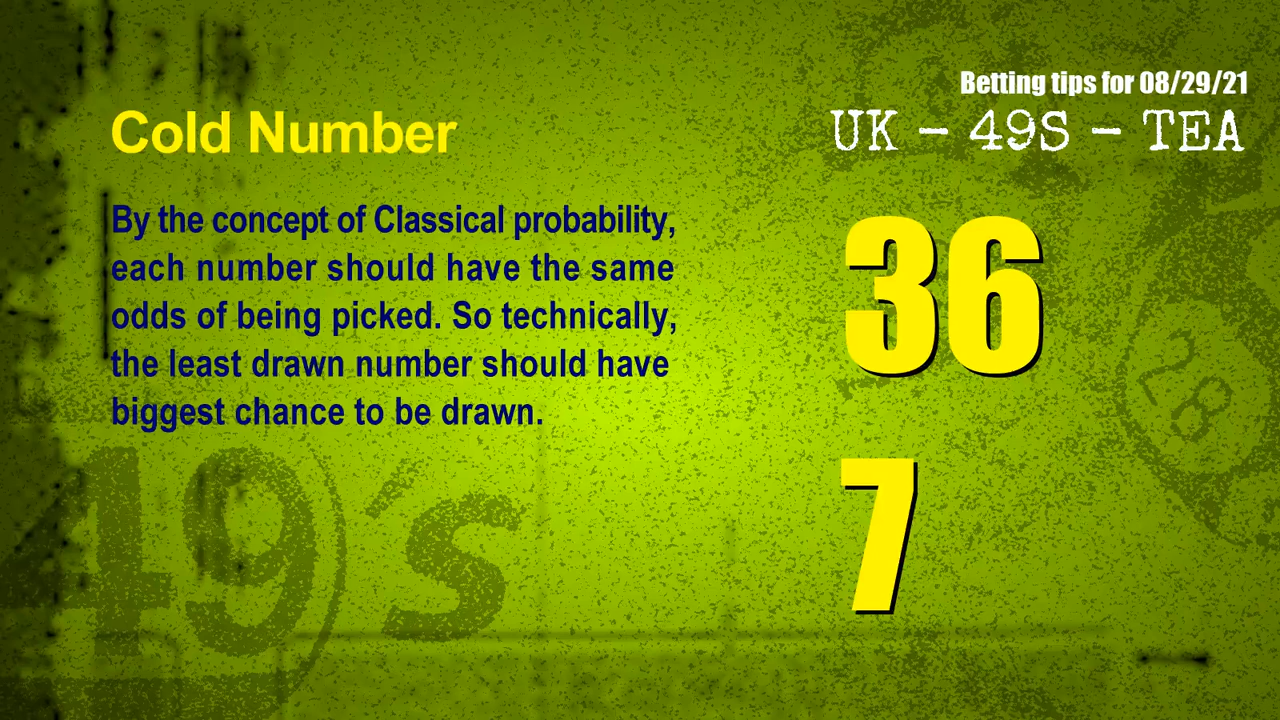 Betting tips for 08/29/21
UK - 49S - TEA
Cold Number
By the concept of Classical probability,
each number should have the same
odds of being picked. So technically,
the least drawn number should have
biggest chance to be drawn.
36
7
28
49's